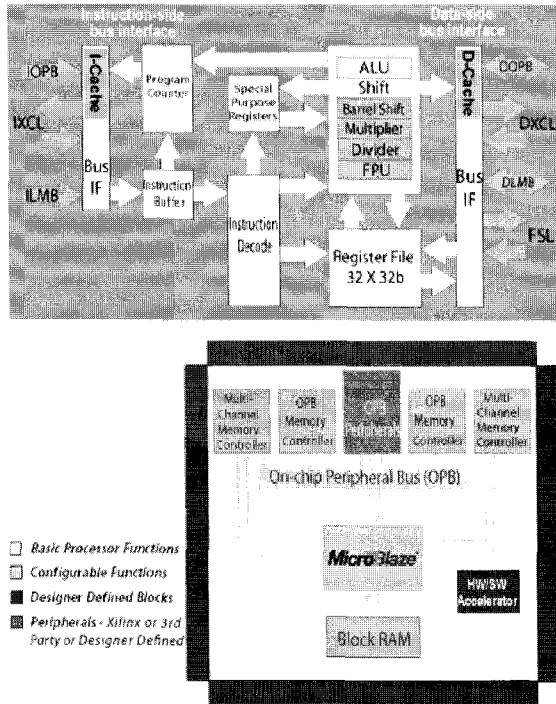 Instruction-side
bus interface
Data-side
bus interface
IOPB
IXCL
ILMB
I-Cache
Bus
IF
Program
Counter
Instruction
Buffer
Special
Purpose
Registers
Instruction
Decode
ALU
Shift
Barrel Shift
Multiplier
Divider
FPU
Register File
32 X 32b
D-Cache
Bus
IF
DOPB
DXCL
DLMB
FSL
Multi-
Channel
Memory
Controller
OPB
Memory
Controller
OPB
Memory
Controller
Multi-
Channel
Memory
Controller
On-chip Peripheral Bus (OPB)
MicroBlaze
HW/SW
Accelerator
Block RAM
Basic Processor Functions
Configurable Functions
Designer Defined Blocks
Peripherals - Xilinx or 3rd
Party or Designer Defined